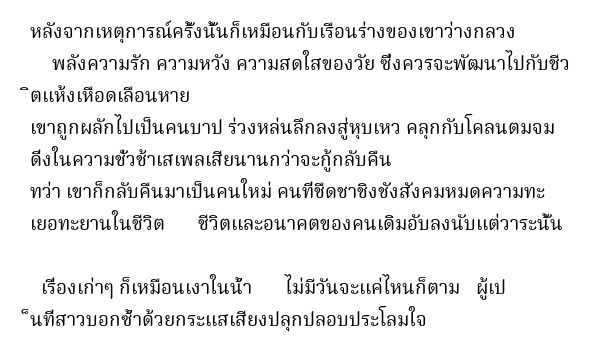 หลังจากเหตุการณ์ครั้งนั้นก็เหมือนกับเรือนร่างของเขาว่างกลวง
พลังความรัก ความหวัง ความสดใสของวัย ซึ่งควรจะพัฒนาไปกับชีว
ิตแห้งเหือดเลือนหาย
เขาถูกผลักไปเป็นคนบาป ร่วงหล่นลึกลงสู่หุบเหว คลุกกับโคลนตมจม
ดิ่งในความชั่วช้าเสเพลเสียนานกว่าจะกู้กลับคืน
ทว่า เขาก็กลับคืนมาเป็นคนใหม่ คนที่ชืดชาชิงชังสังคมหมดความทะ
เยอทะยานในชีวิต ชีวิตและอนาคตของคนเดิมอับลงนับแต่วาระนั้น
เรื่องเก่าๆ ก็เหมือนเงาในน้ำ ไม่มีวันจะแค่ไหนก็ตาม ผู้เป
็นที่สาวบอกซ้ำด้วยกระแสเสียงปลุกปลอบประโลมใจ